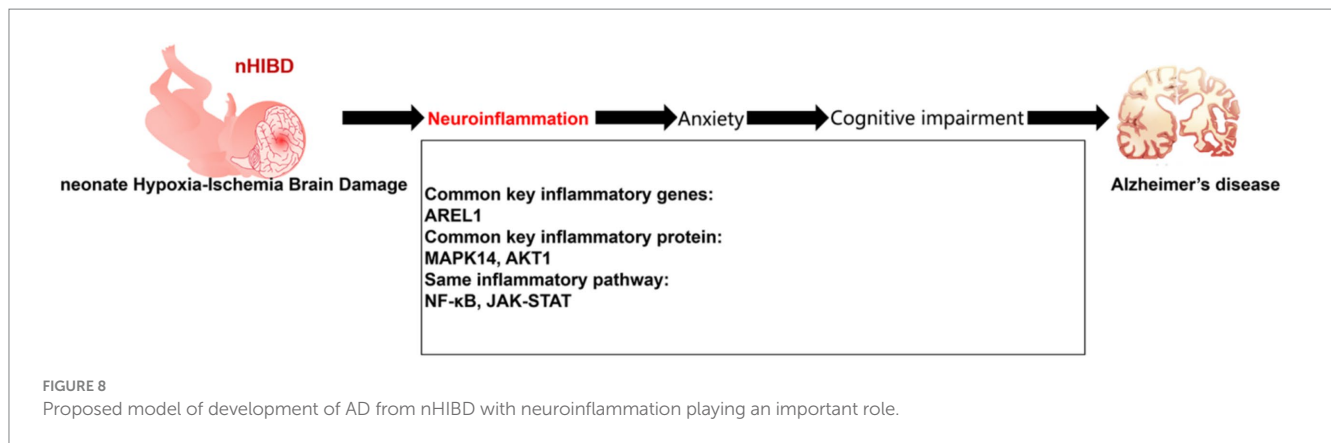 nHIBD
Neuroinflammation
Anxiety
Cognitive impairment
neonate Hypoxia-Ischemia Brain Damage
Alzheimer’s disease
Common key inflammatory genes:
AREL1
Common key inflammatory protein:
MAPK14, AKT1
Same inflammatory pathway:
NF-κB, JAK-STAT
FIGURE 8
Proposed model of development of AD from nHIBD with neuroinflammation playing an important role.